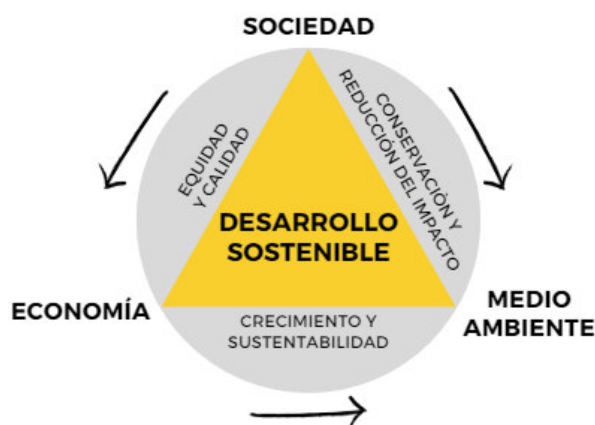 SOCIEDAD
EQUIDAD
Y CALIDAD
CONSERVACIÓN Y
REDUCCIÓN DEL IMPACTO
DESARROLLO
SOSTENIBLE
ECONOMÍA
MEDIO
AMBIENTE
CRECIMIENTO Y
SUSTENTABILIDAD